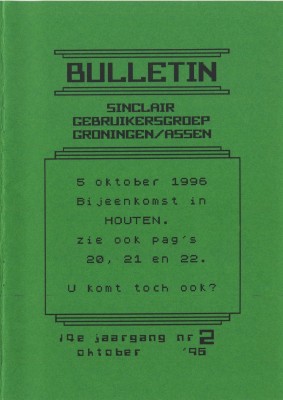 BULLETIN
SINCLAIR
GEBRUIKERSGROEP
GRONINGEN/ASSEN
5 oktober 1996
Bijeenkomst in
HOUTEN.
zie ook pag's
20, 21 en 22.
U komt toch ook?
14e jaargang nr 2
oktober '96